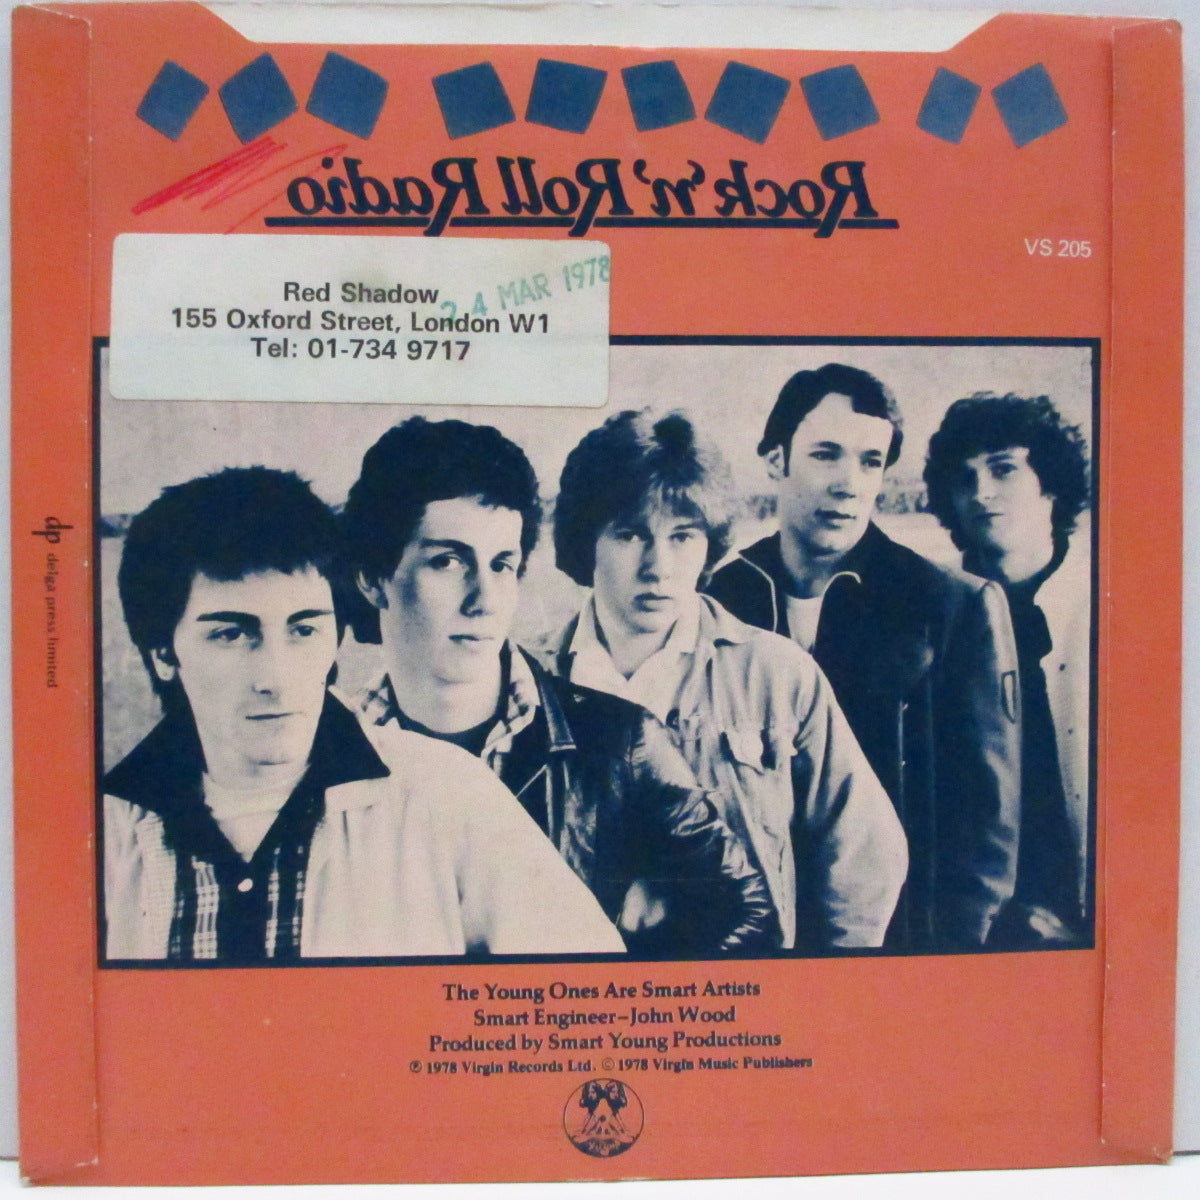 Rock 'n' Roll Radio
VS 205
Red Shadow
155 Oxford Street, London W1
Tel: 01-734 9717
24 MAR 1978
dp delga press limited
The Young Ones Are Smart Artists
Smart Engineer–John Wood
Produced by Smart Young Productions
℗ 1978 Virgin Records Ltd. © 1978 Virgin Music Publishers
Virgin